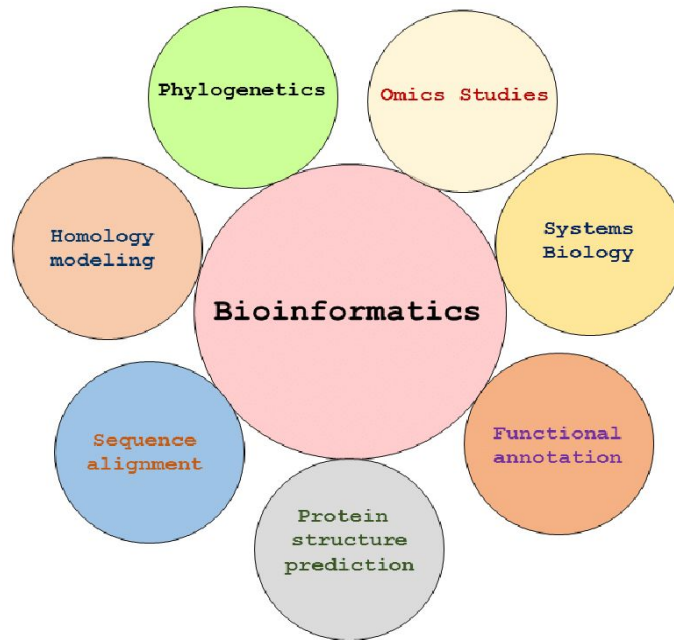 Phylogenetics
Omics Studies
Homology
modeling
Systems
Biology
Bioinformatics
Sequence
alignment
Functional
annotation
Protein
structure
prediction